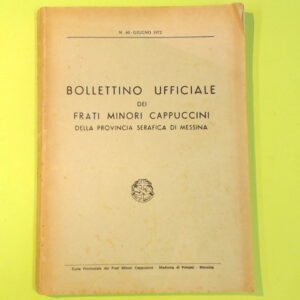 N. 60 - GIUGNO 1972
BOLLETTINO UFFICIALE
DEI
FRATI MINORI CAPPUCCINI
DELLA PROVINCIA SERAFICA DI MESSINA
Curia Provinciale dei Frati Minori Cappuccini - Madonna di Pompei - Messina